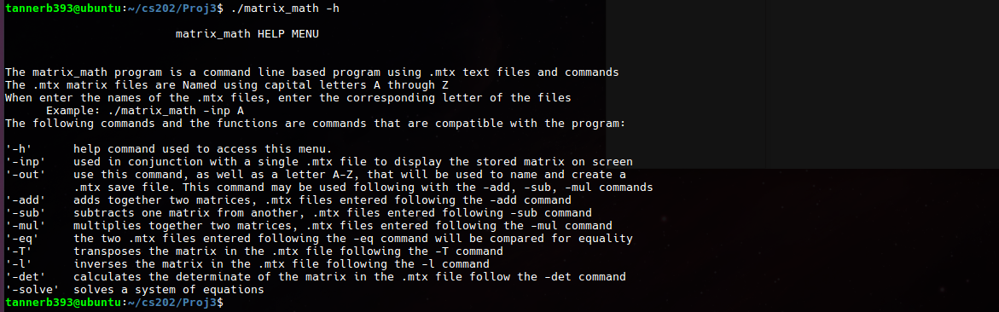 tannerb393@ubuntu:~/cs202/Proj3$ ./matrix_math -h
matrix_math HELP MENU
The matrix_math program is a command line based program using .mtx text files and commands
The .mtx matrix files are Named using capital letters A through Z
When enter the names of the .mtx files, enter the corresponding letter of the files
Example: ./matrix_math -inp A
The following commands and the functions are commands that are compatible with the program:
'-h' help command used to access this menu.
'-inp' used in conjunction with a single .mtx file to display the stored matrix on screen
'-out' use this command, as well as a letter A-Z, that will be used to name and create a
.mtx save file. This command may be used following with the -add, -sub, -mul commands
'-add' adds together two matrices, .mtx files entered following the -add command
'-sub' subtracts one matrix from another, .mtx files entered following -sub command
'-mul' multiplies together two matrices, .mtx files entered following the -mul command
'-eq' the two .mtx files entered following the -eq command will be compared for equality
'-T' transposes the matrix in the .mtx file following the -T command
'-l' inverses the matrix in the .mtx file following the -l command
'-det' calculates the determinate of the matrix in the .mtx file follow the -det command
'-solve' solves a system of equations
tannerb393@ubuntu:~/cs202/Proj3$